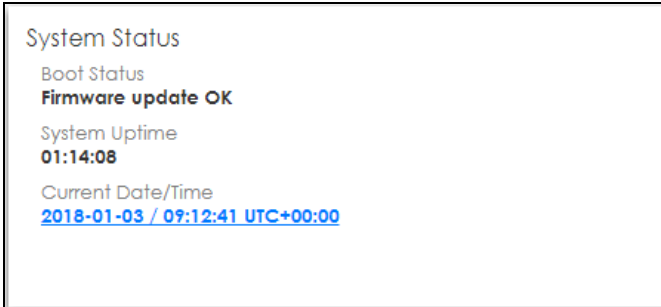 System Status
Boot Status
Firmware update OK
System Uptime
01:14:08
Current Date/Time
2018-01-03 / 09:12:41 UTC+00:00